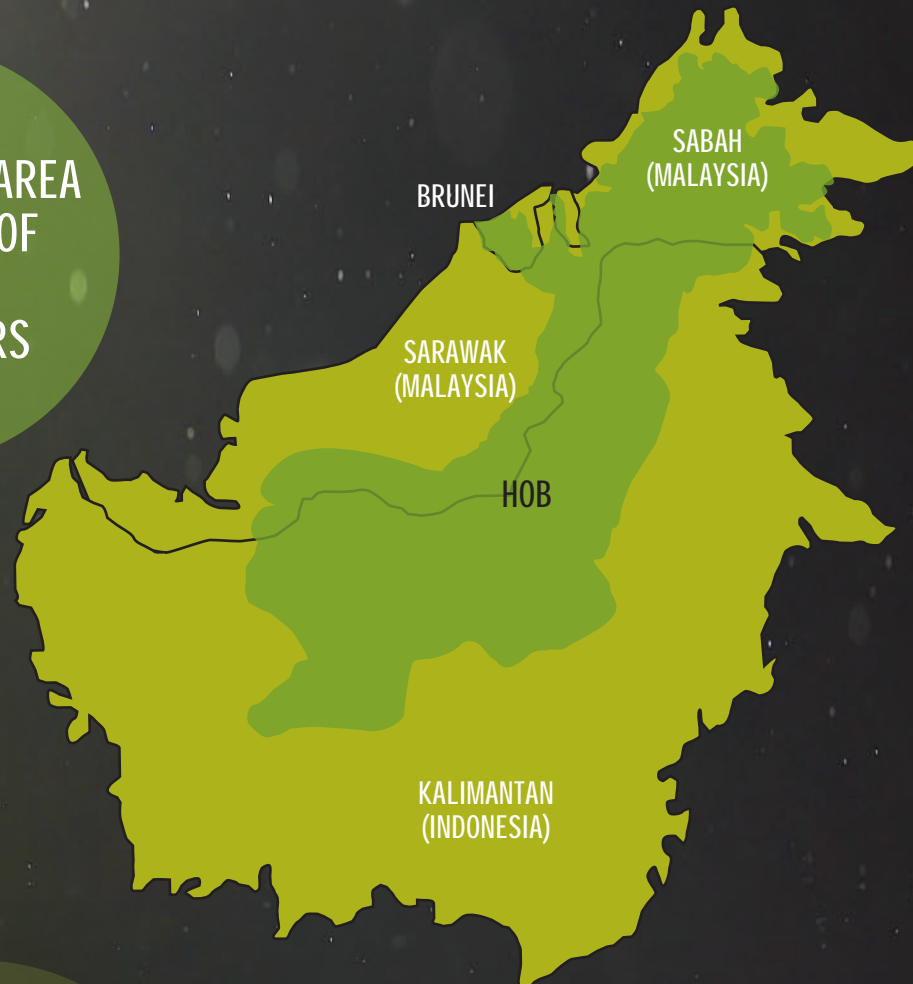 AREA
OF
RS
BRUNEI
SABAH
(MALAYSIA)
SARAWAK
(MALAYSIA)
HOB
KALIMANTAN
(INDONESIA)